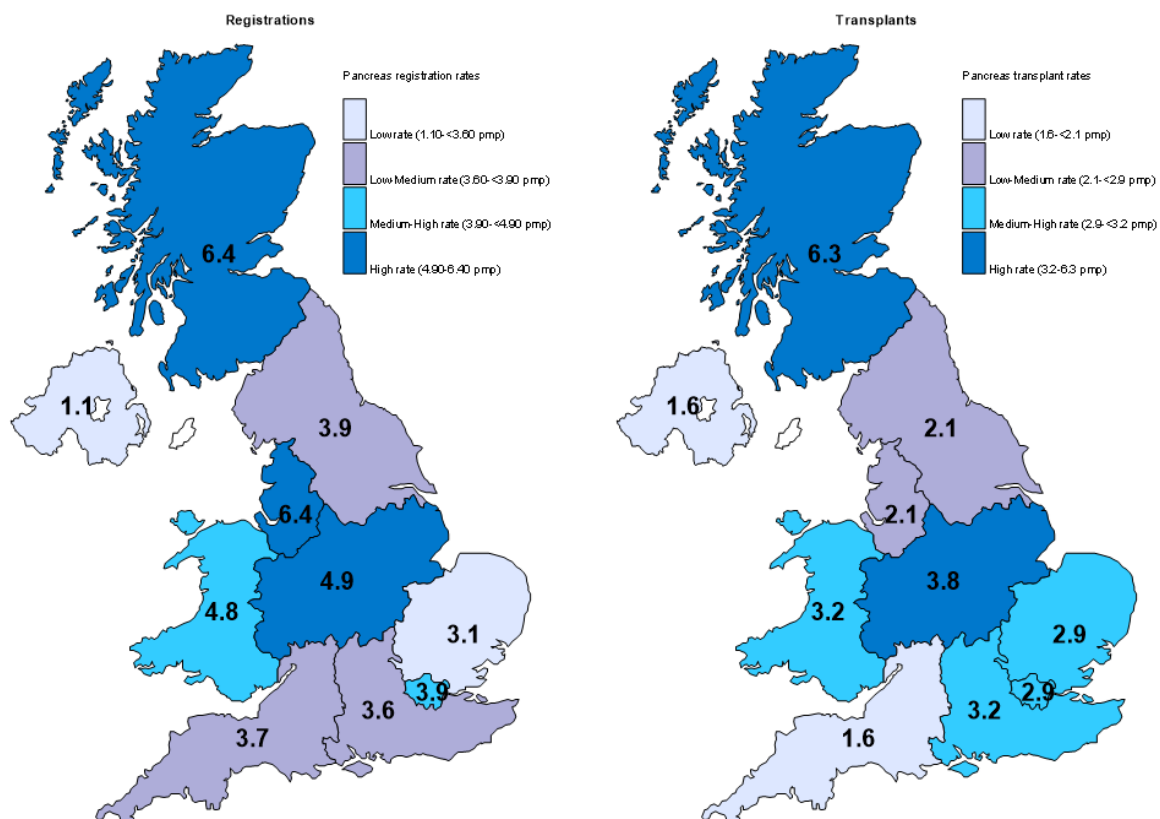 Registrations
Pancreas registration rates
Low rate (1.10-<3.60 pmp)
Low-Medium rate (3.60-<3.90 pmp)
Medium-High rate (3.90-<4.90 pmp)
High rate (4.90-6.40 pmp)
6.4
1.1
3.9
6.4
4.9
4.8
3.1
3.9
3.6
3.7
Transplants
Pancreas transplant rates
Low rate (1.6-<2.1 pmp)
Low-Medium rate (2.1-<2.9 pmp)
Medium-High rate (2.9-<3.2 pmp)
High rate (3.2-6.3 pmp)
6.3
1.6
2.1
2.1
3.8
3.2
2.9
2.9
3.2
1.6